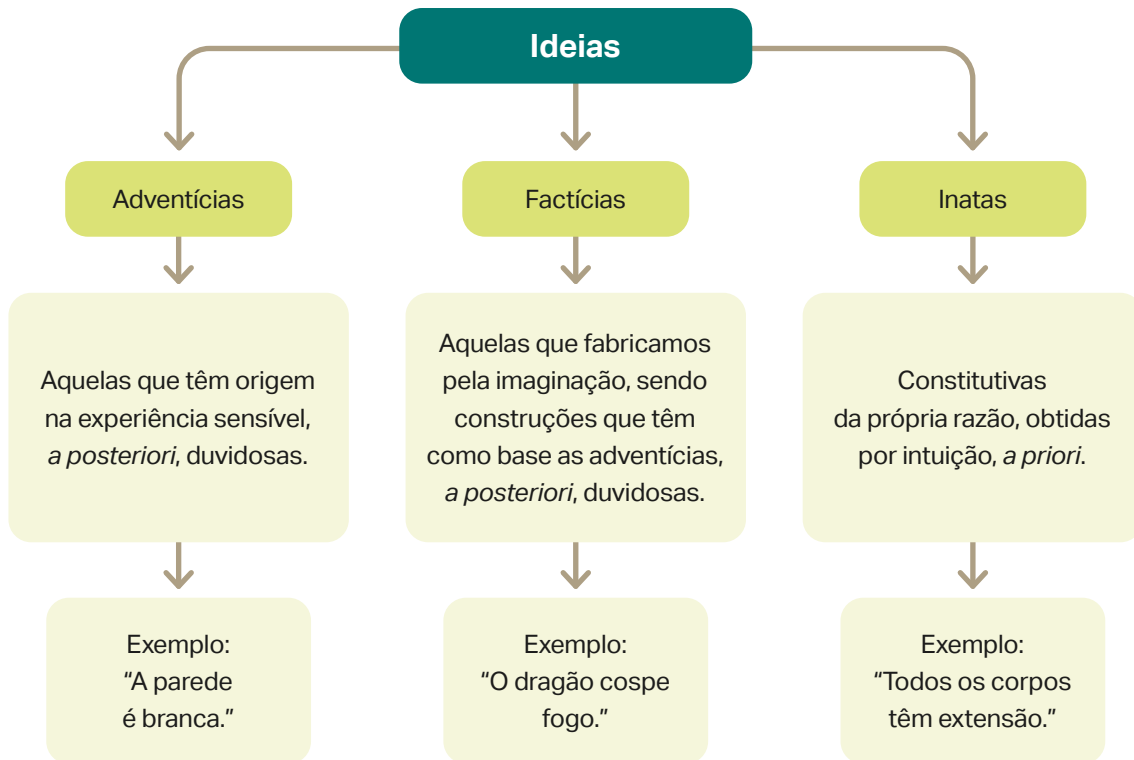 Ideias
Adventícias
Factícias
Inatas
Aquelas que têm origem
na experiência sensível,
a posteriori, duvidosas.
Aquelas que fabricamos
pela imaginação, sendo
construções que têm
como base as adventícias,
a posteriori, duvidosas.
Constitutivas
da própria razão, obtidas
por intuição, a priori.
Exemplo:
“A parede
é branca.”
Exemplo:
“O dragão cospe
fogo.”
Exemplo:
“Todos os corpos
têm extensão.”